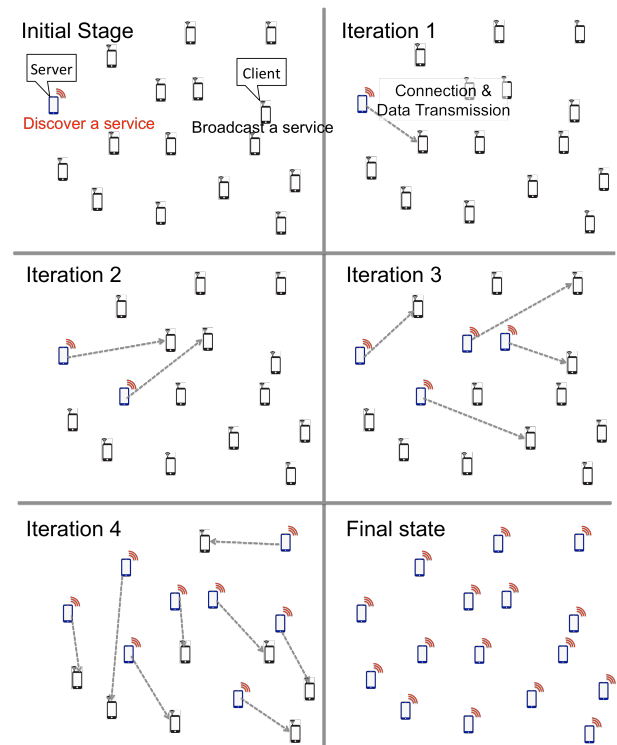 Initial Stage
Server
Client
Discover a service
Broadcast a service
Iteration 1
Connection &
Data Transmission
Iteration 2
Iteration 3
Iteration 4
Final state